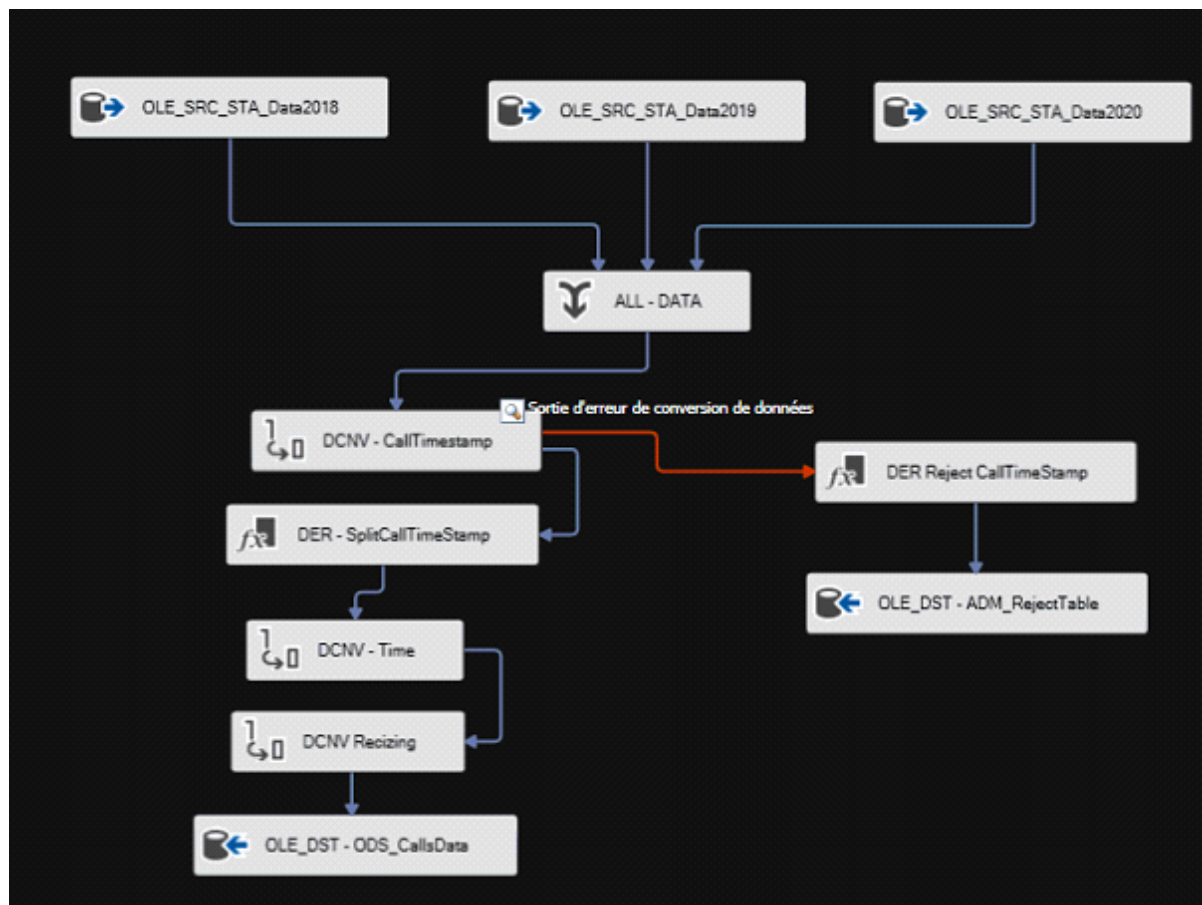 OLE_SRC_STA_Data2018
OLE_SRC_STA_Data2019
OLE_SRC_STA_Data2020
ALL - DATA
Sortie d'erreur de conversion de données
DCNV - CallTimestamp
DER Reject CallTimeStamp
DER - SplitCallTimeStamp
OLE_DST - ADM_RejectTable
DCNV - Time
DCNV Recizing
OLE_DST - ODS_CallsData